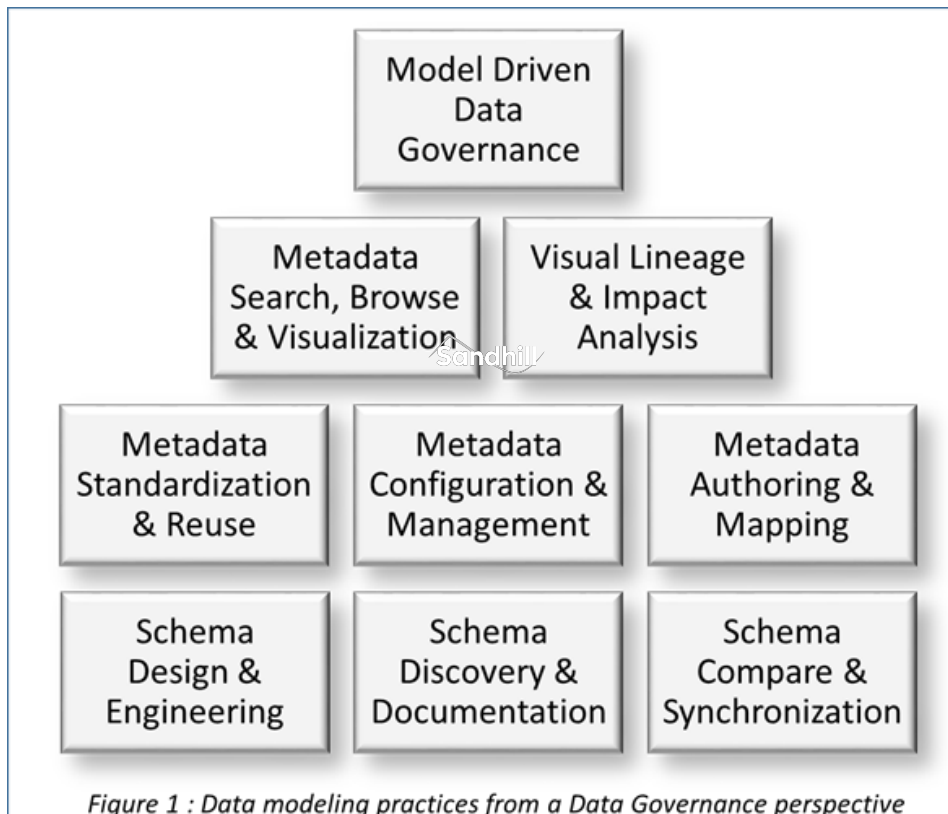 Model Driven
Data
Governance
Metadata
Search, Browse
& Visualization
Visual Lineage
& Impact
Analysis
Sandhill
Metadata
Standardization
& Reuse
Metadata
Configuration &
Management
Metadata
Authoring &
Mapping
Schema
Design &
Engineering
Schema
Discovery &
Documentation
Schema
Compare &
Synchronization
Figure 1 : Data modeling practices from a Data Governance perspective